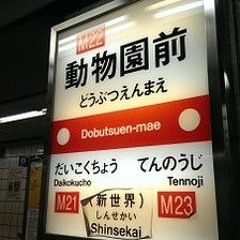 M22
動物園前
どうぶつえんまえ
Dobutsuen-mae
だいこくちょう てんのうじ
Daikokucho Tennoji
M21 (新世界) M23
しんせかい
Shinsekai